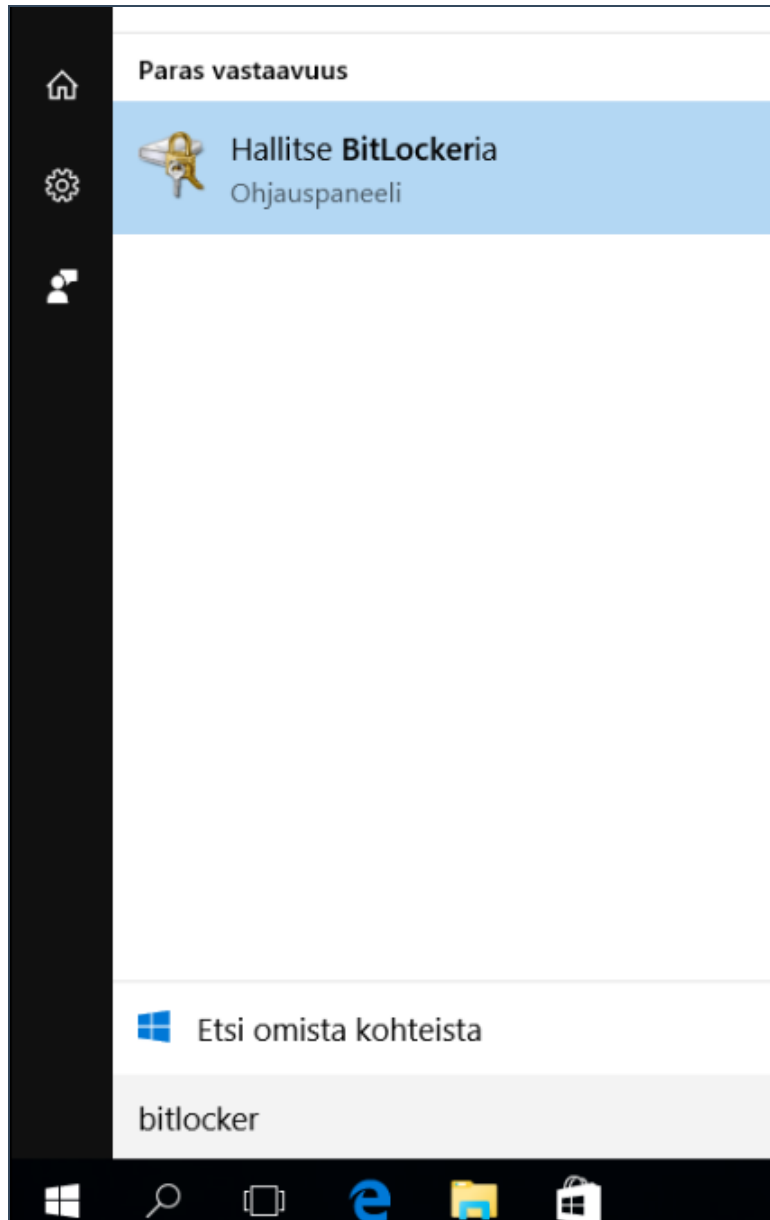 Paras vastaavuus
Hallitse BitLockeria
Ohjauspaneeli
Etsi omista kohteista
bitlocker